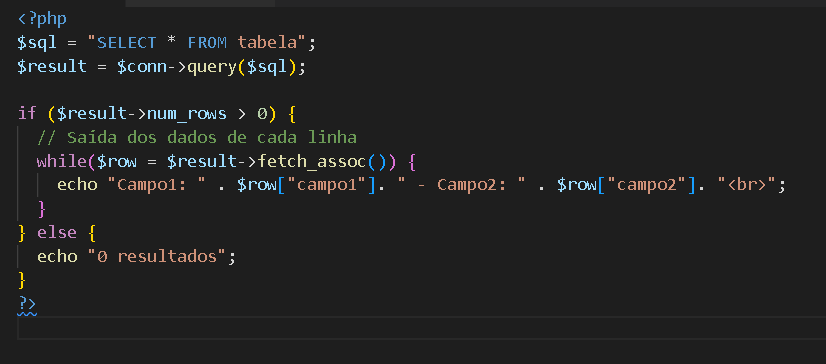 <?php
$sql = "SELECT * FROM tabela";
$result = $conn->query($sql);
if ($result->num_rows > 0) {
// Saída dos dados de cada linha
while($row = $result->fetch_assoc()) {
echo "Campo1: " . $row["campo1"]. " - Campo2: " . $row["campo2"]. "<br>";
}
} else {
echo "0 resultados";
}
?>